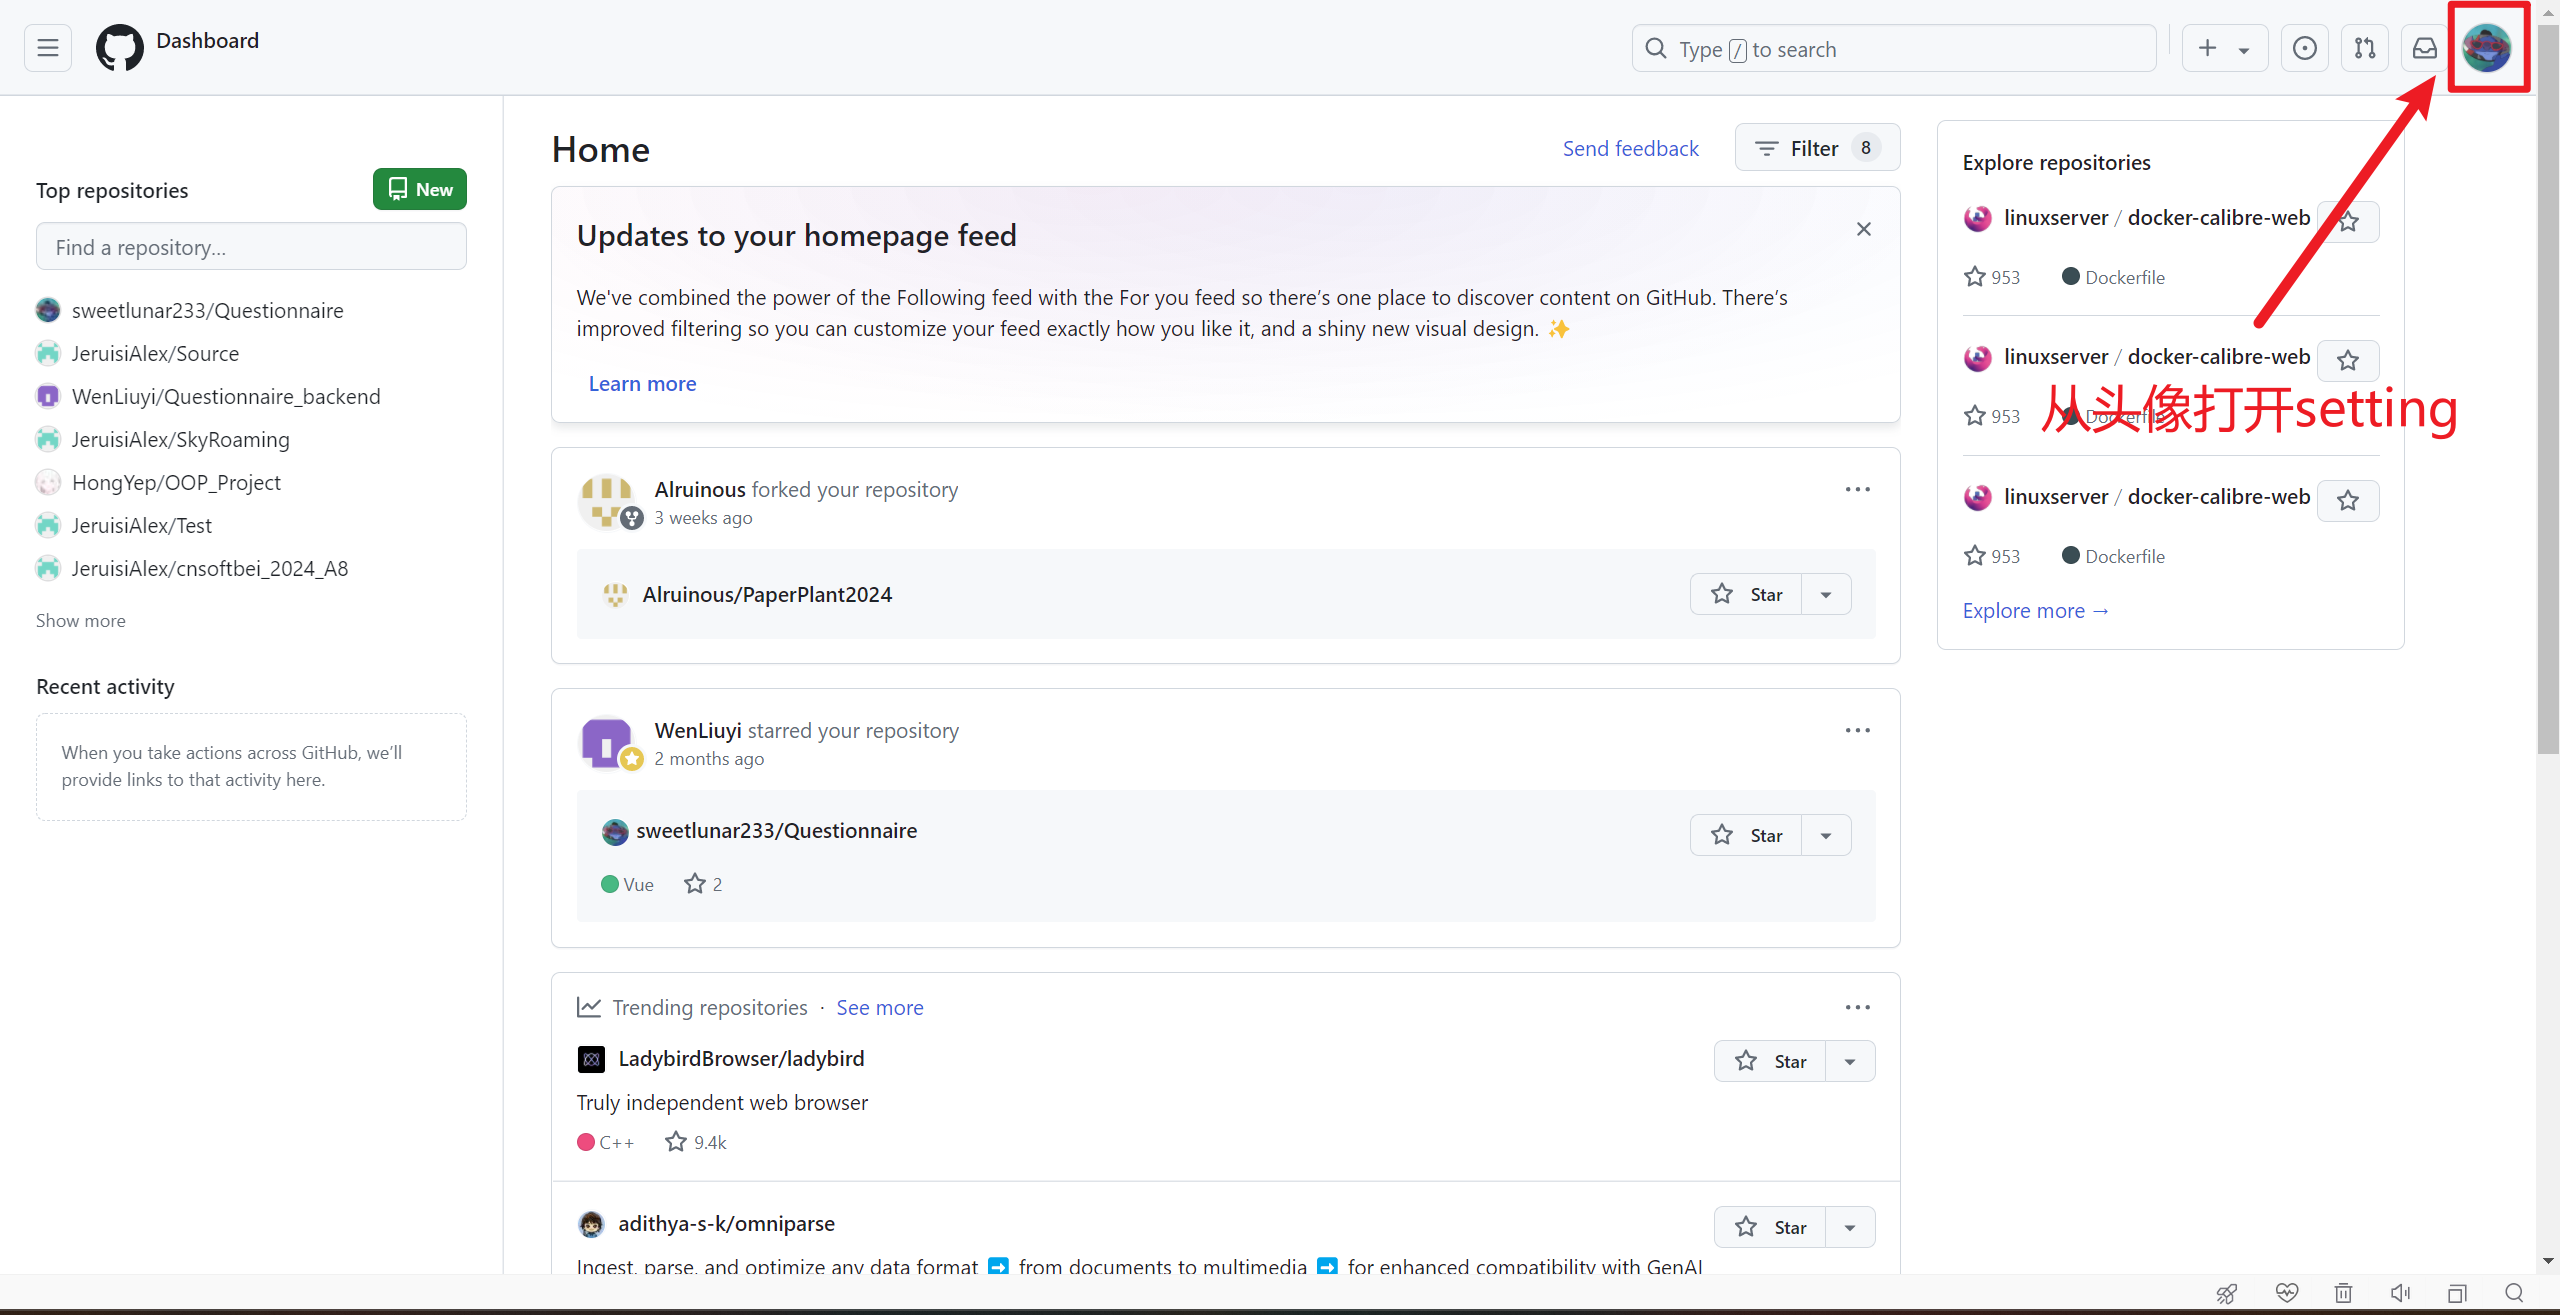 Dashboard
Type / to search
Top repositories
New
Find a repository...
sweetlunar233/Questionnaire
JeruisiAlex/Source
WenLiuyi/Questionnaire_backend
JeruisiAlex/SkyRoaming
HongYep/OOP_Project
JeruisiAlex/Test
JeruisiAlex/cnsoftbei_2024_A8
Show more
Recent activity
When you take actions across GitHub, we’ll
provide links to that activity here.
Home
Send feedback
Filter 8
Updates to your homepage feed
We've combined the power of the Following feed with the For you feed so there’s one place to discover content on GitHub. There’s
improved filtering so you can customize your feed exactly how you like it, and a shiny new visual design. ✨
Learn more
Alruinous forked your repository
3 weeks ago
Alruinous/PaperPlant2024
Star
WenLiuyi starred your repository
2 months ago
sweetlunar233/Questionnaire
Star
Vue 2
Trending repositories · See more
LadybirdBrowser/ladybird
Star
Truly independent web browser
C++ 9.4k
adithya-s-k/omniparse
Star
Ingest, parse, and optimize any data format ➡️ from documents to multimedia ➡️ for enhanced compatibility with GenAI
Explore repositories
linuxserver / docker-calibre-web
953 Dockerfile
linuxserver / docker-calibre-web
953 Dockerfile
从头像打开setting
linuxserver / docker-calibre-web
953 Dockerfile
Explore more →